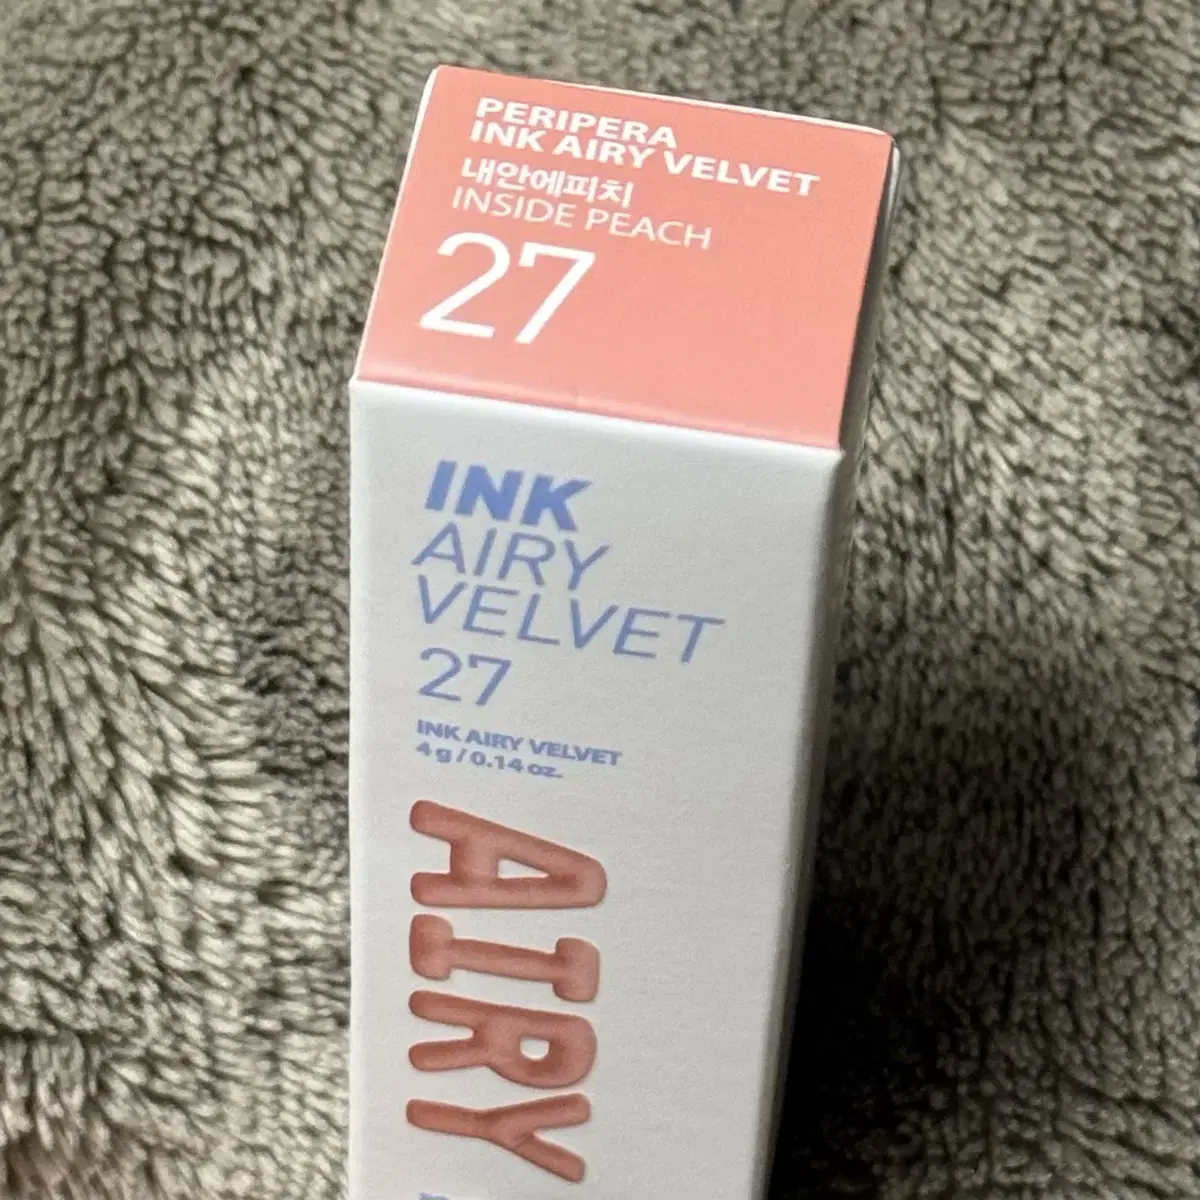 PERIPERA
INK AIRY VELVET
내안에피치
INSIDE PEACH
27
INK
AIRY
VELVET
27
INK AIRY VELVET
4 g / 0.14 oz.
AIRY